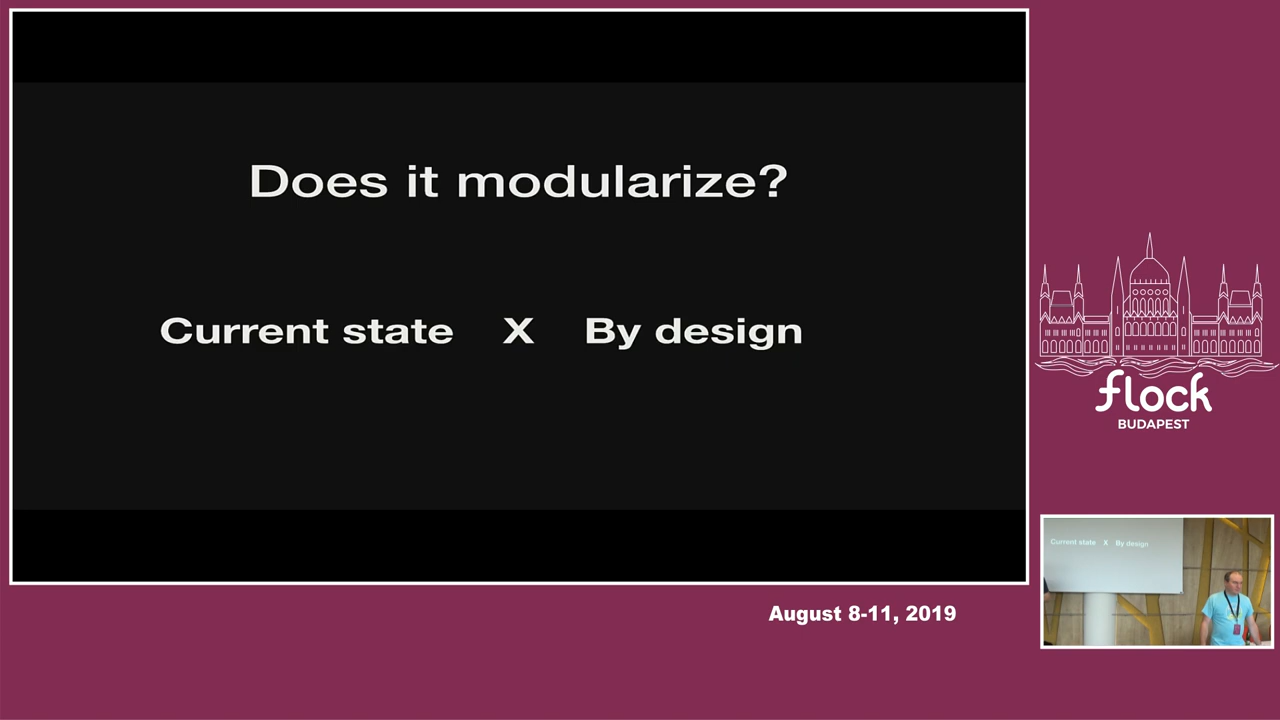 Does it modularize?
Current state X By design
flock
BUDAPEST
Current state X By design
August 8-11, 2019